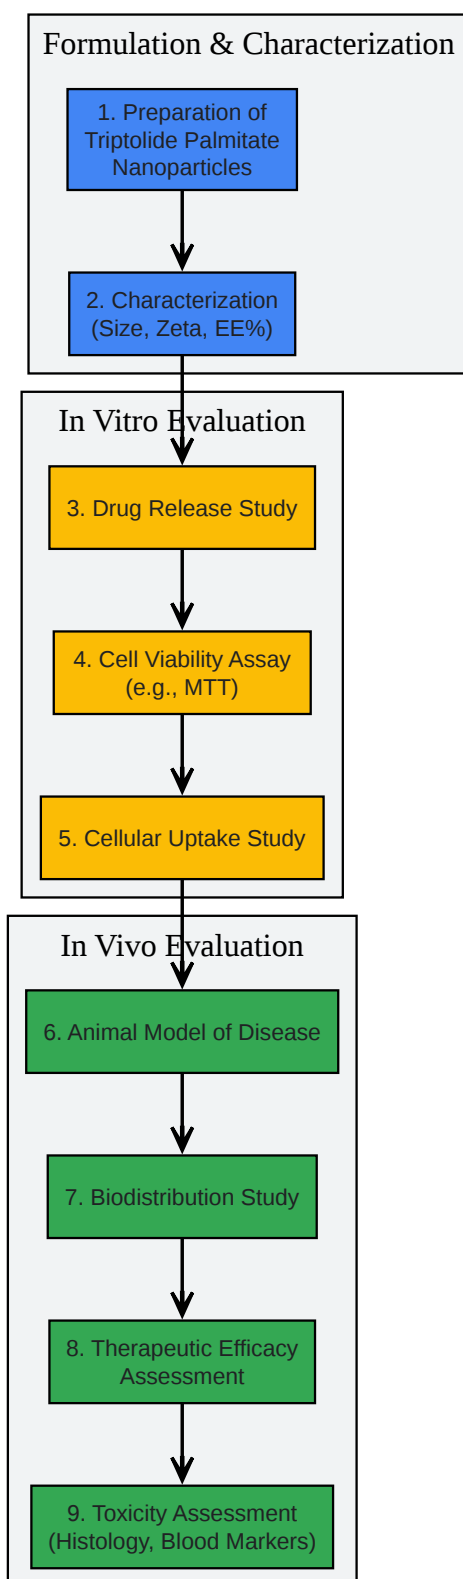 Formulation & Characterization
1. Preparation of
Triptolide Palmitate
Nanoparticles
2. Characterization
(Size, Zeta, EE%)
In Vitro Evaluation
3. Drug Release Study
4. Cell Viability Assay
(e.g., MTT)
5. Cellular Uptake Study
In Vivo Evaluation
6. Animal Model of Disease
7. Biodistribution Study
8. Therapeutic Efficacy
Assessment
9. Toxicity Assessment
(Histology, Blood Markers)